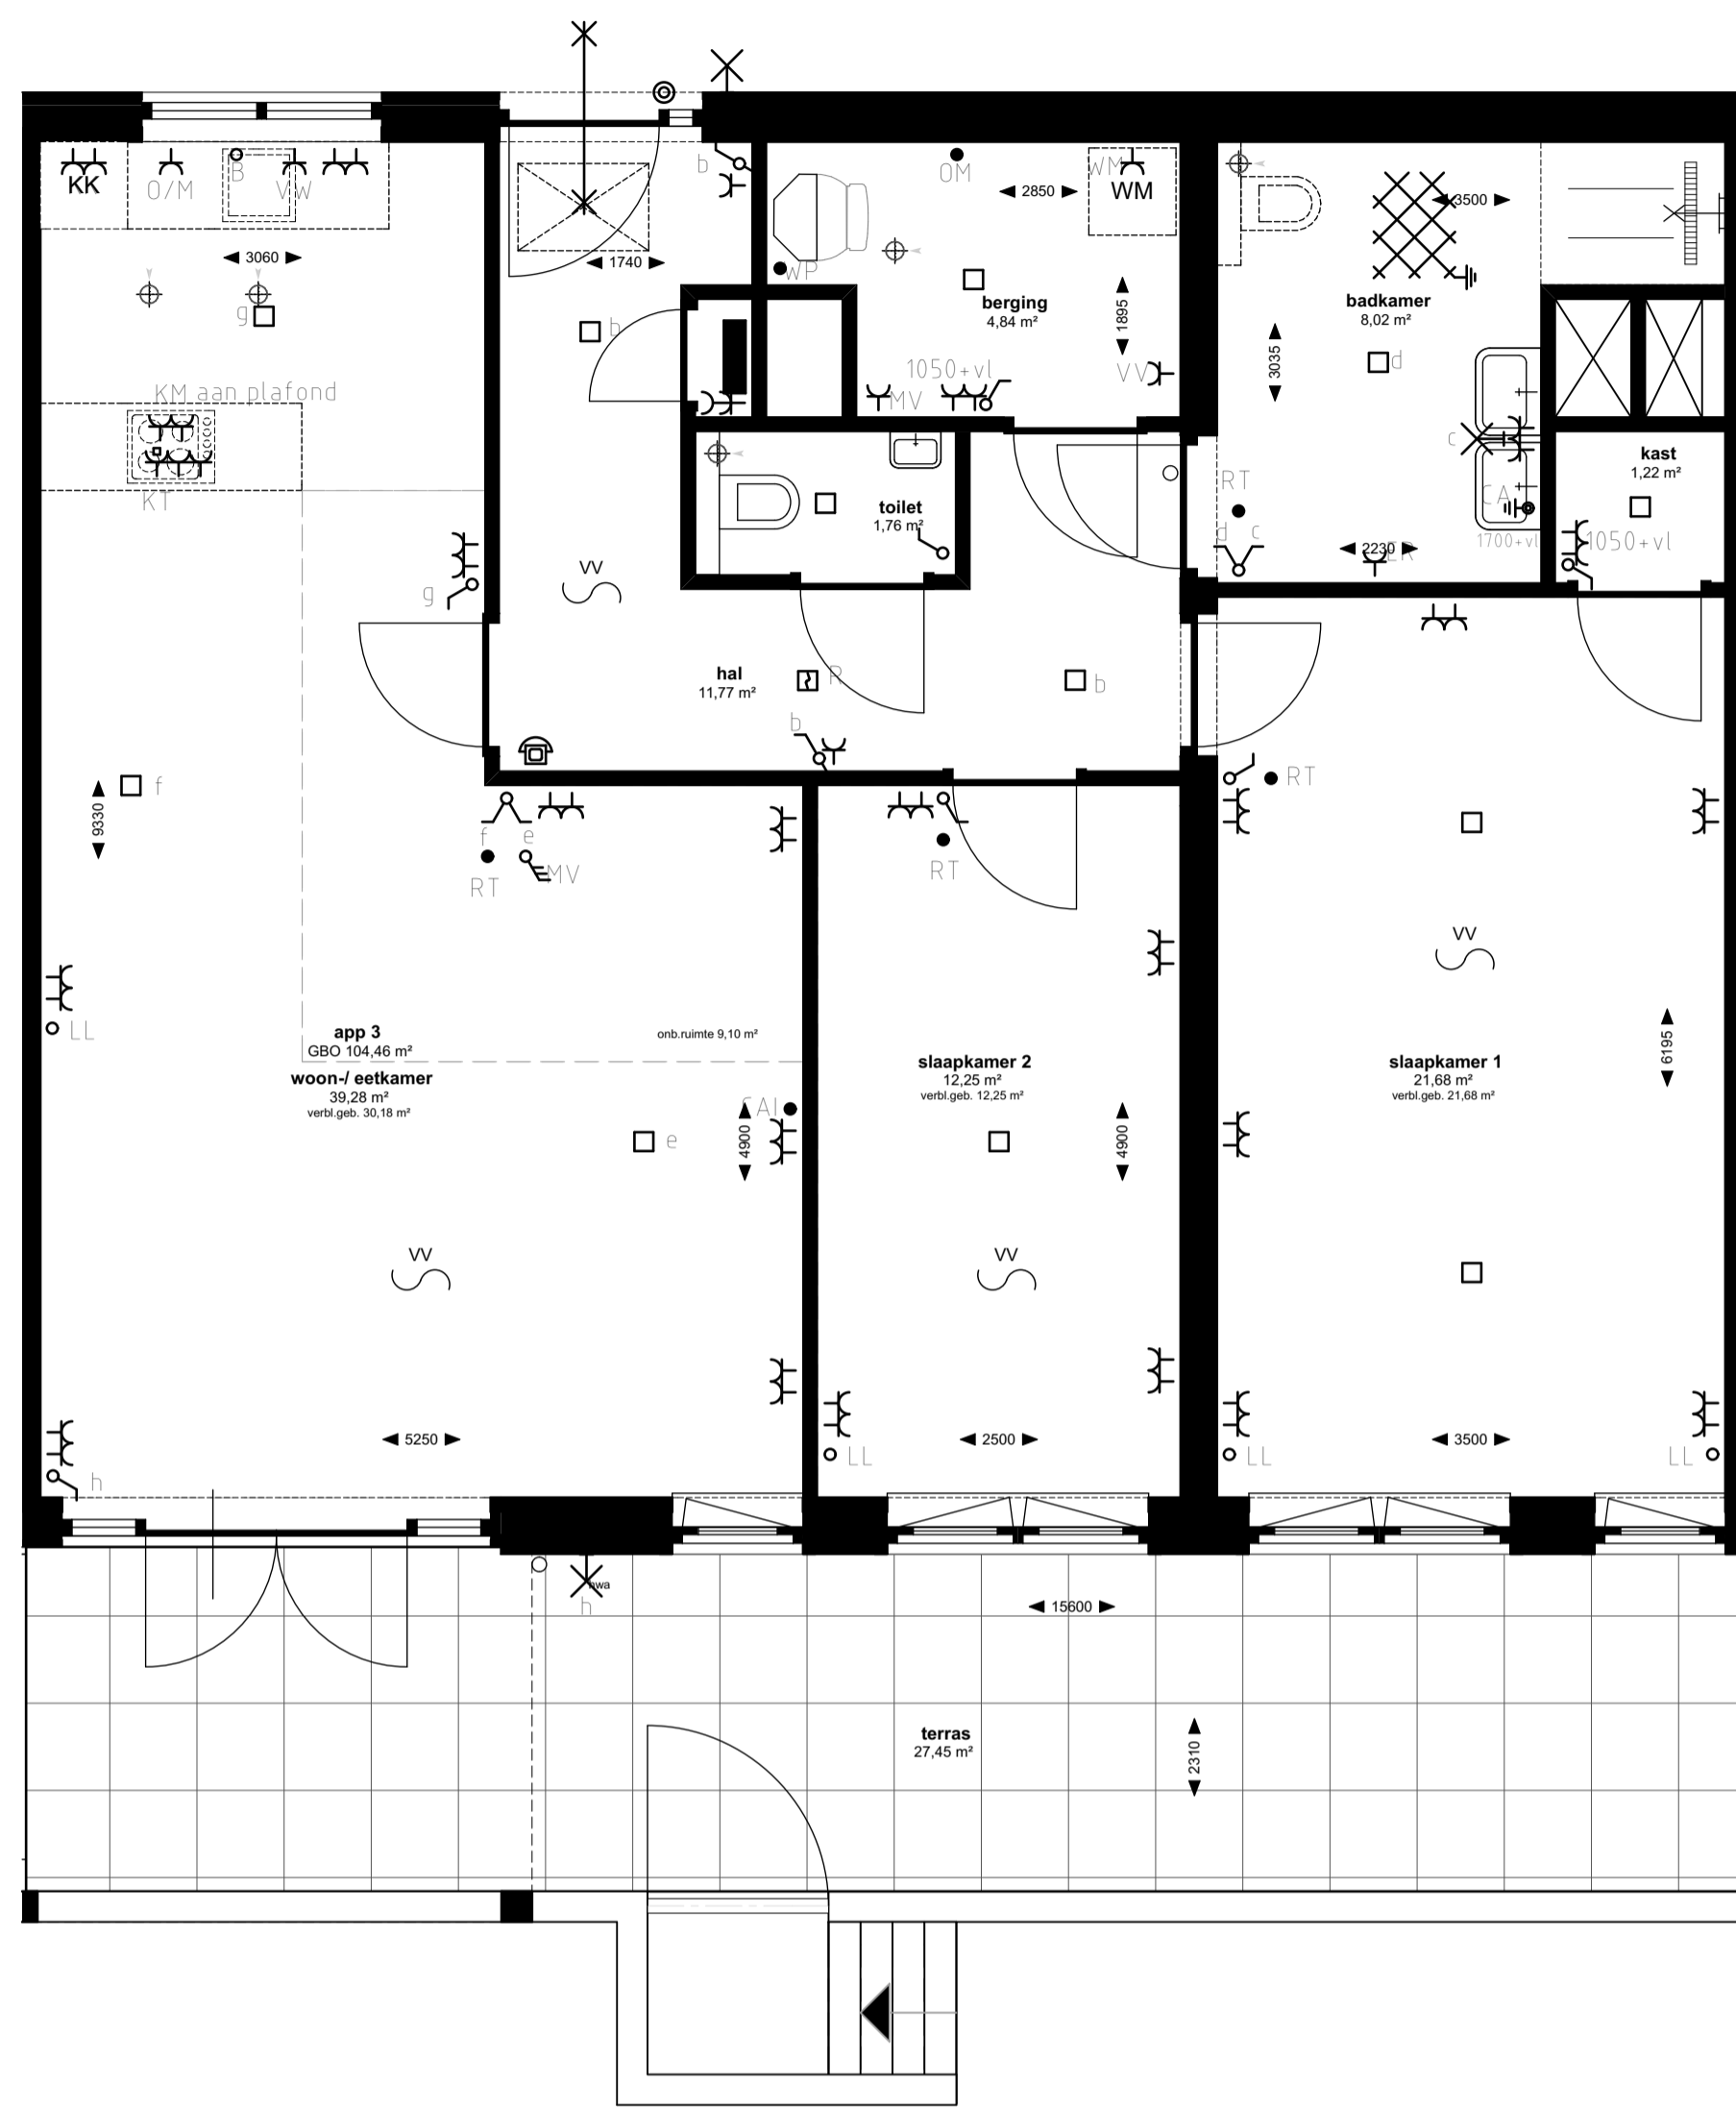 b
KK
O/M
B
VW
OM
WM
WM
2850
3500
3060
1740
WP
g
b
berging
4,84 m²
1895
badkamer
8,02 m²
3035
d
KM aan plafond
1050+vl
MV
VV
c
kast
1,22 m²
KT
toilet
1,76 m²
RT
CA
d
c
1700+vl
1050+vl
2230
ER
g
VV
hal
11,77 m²
R
b
b
RT
f
9330
f
e
RT
MV
RT
VV
LL
app 3
GBO 104,46 m²
onb.ruimte 9,10 m²
woon-/ eetkamer
39,28 m²
verbl.geb. 30,18 m²
slaapkamer 2
12,25 m²
verbl.geb. 12,25 m²
slaapkamer 1
21,68 m²
verbl.geb. 21,68 m²
6195
CAI
e
4900
4900
VV
VV
5250
2500
3500
h
LL
LL
LL
hwa
h
15600
terras
27,45 m²
2310